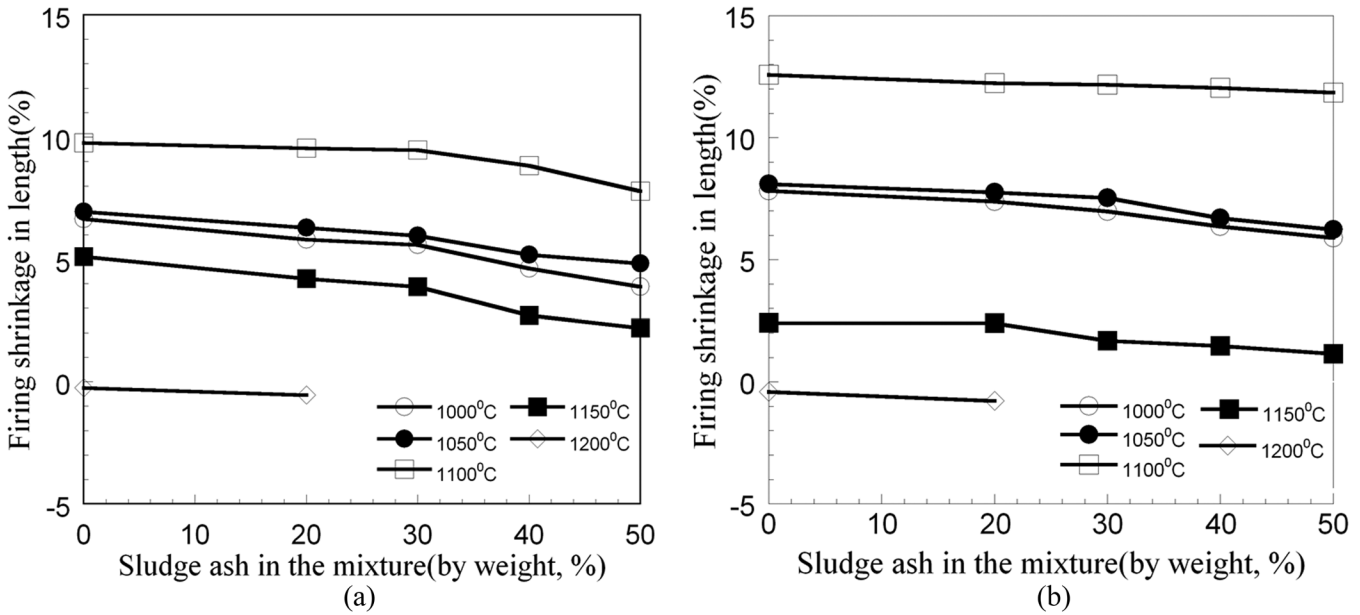 15
10
5
0
-5
Firing shrinkage in length(%)
1000⁰C
1050⁰C
1100⁰C
1150⁰C
1200⁰C
0 10 20 30 40 50
Sludge ash in the mixture(by weight, %)
(a)
15
10
5
0
-5
Firing shrinkage in length(%)
1000⁰C
1050⁰C
1100⁰C
1150⁰C
1200⁰C
0 10 20 30 40 50
Sludge ash in the mixture(by weight, %)
(b)